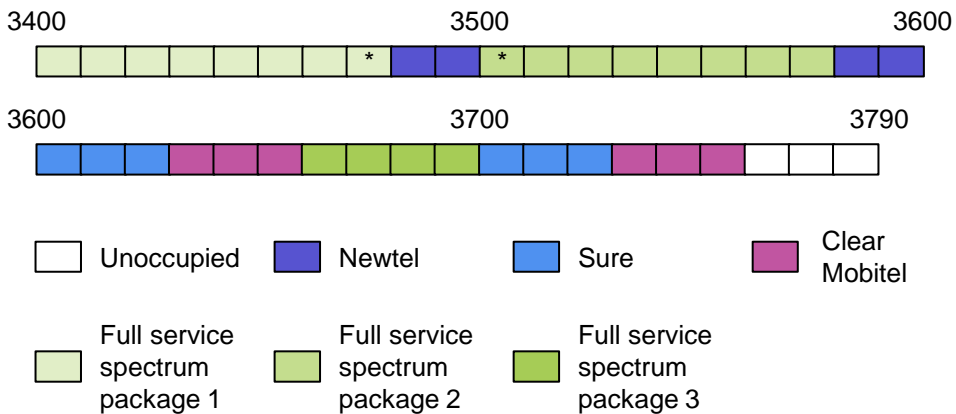 3400 3500 3600
* *
3600 3700 3790
Unoccupied Newtel Sure Clear
Mobitel
Full service Full service Full service
spectrum spectrum spectrum
package 1 package 2 package 3